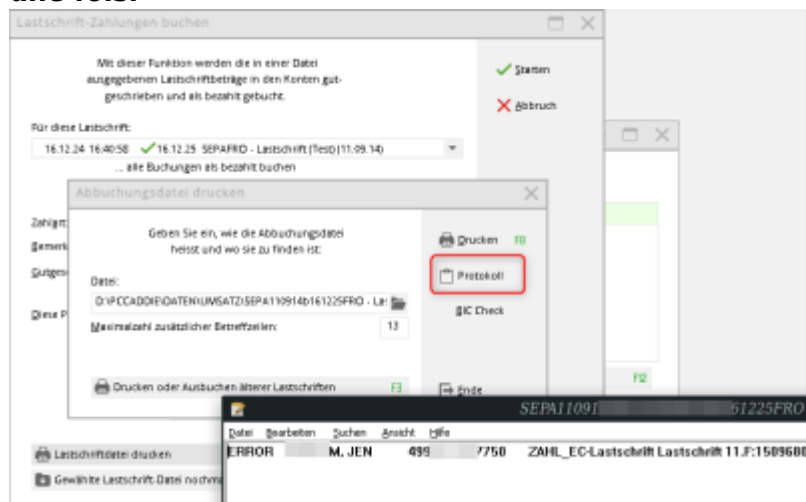 Lastschrift-Zahlungen buchen
Mit dieser Funktion werden die in einer Datei
ausgegebenen Lastschriftbeträge in den Konten gut-
geschrieben und als bezahlt gebucht.
Starten
Abbruch
Für diese Lastschrift:
16.12.24 16:40:58 16.12.25 SEPAFRO - Lastschrift (Test) (11.09.14)
... alle Buchungen als bezahlt buchen
Abbuchungsdatei drucken
Geben Sie ein, wie die Abbuchungsdatei
heisst und wo sie zu finden ist:
Datei:
D:\PCCADDIE\DATEN\UMSATZ\SEPA110914b161225FRO - La
Maximalzahl zusätzlicher Betreffzeilen: 13
Drucken F8
Protokoll
BIC Check
Drucken oder Ausbuchen älterer Lastschriften F3
Ende
Zahlart
Bemerk
Gutges
Diese P
F12
Lastschriftdatei drucken
Gewählte Lastschrift-Datei nochm
SEPA11091 61225FRO
Datei Bearbeiten Suchen Ansicht Hilfe
ERROR M, JEN 499 7750 ZAHL_EC-Lastschrift Lastschrift 11.F:1509680